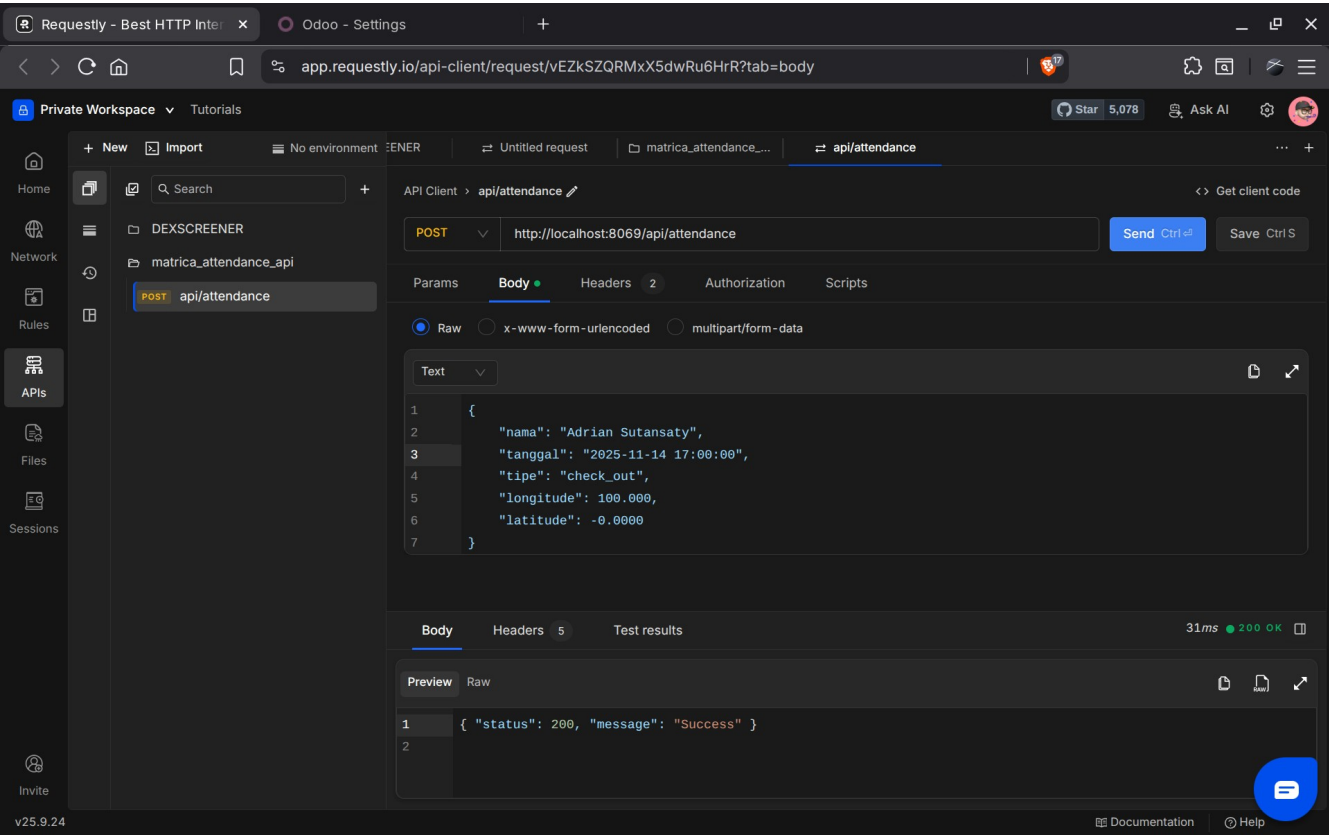 Requestly - Best HTTP Inter
Odoo - Settings
app.requestly.io/api-client/request/vEZkSZQRMxX5dwRu6HrR?tab=body
17
Private Workspace
Tutorials
Star 5,078
Ask AI
Home
Network
Rules
APIs
Files
Sessions
Invite
v25.9.24
+ New
Import
No environment
Search
DEXSCREENER
matrica_attendance_api
POST api/attendance
ENER
Untitled request
matrica_attendance_...
api/attendance
API Client > api/attendance
<> Get client code
POST
http://localhost:8069/api/attendance
Send Ctrl⏎
Save Ctrl S
Params
Body
Headers 2
Authorization
Scripts
Raw
x-www-form-urlencoded
multipart/form-data
Text
1 {
2 "nama": "Adrian Sutansaty",
3 "tanggal": "2025-11-14 17:00:00",
4 "tipe": "check_out",
5 "longitude": 100.000,
6 "latitude": -0.0000
7 }
Body
Headers 5
Test results
31ms
200 OK
Preview
Raw
RAW
1 { "status": 200, "message": "Success" }
2
Documentation
Help